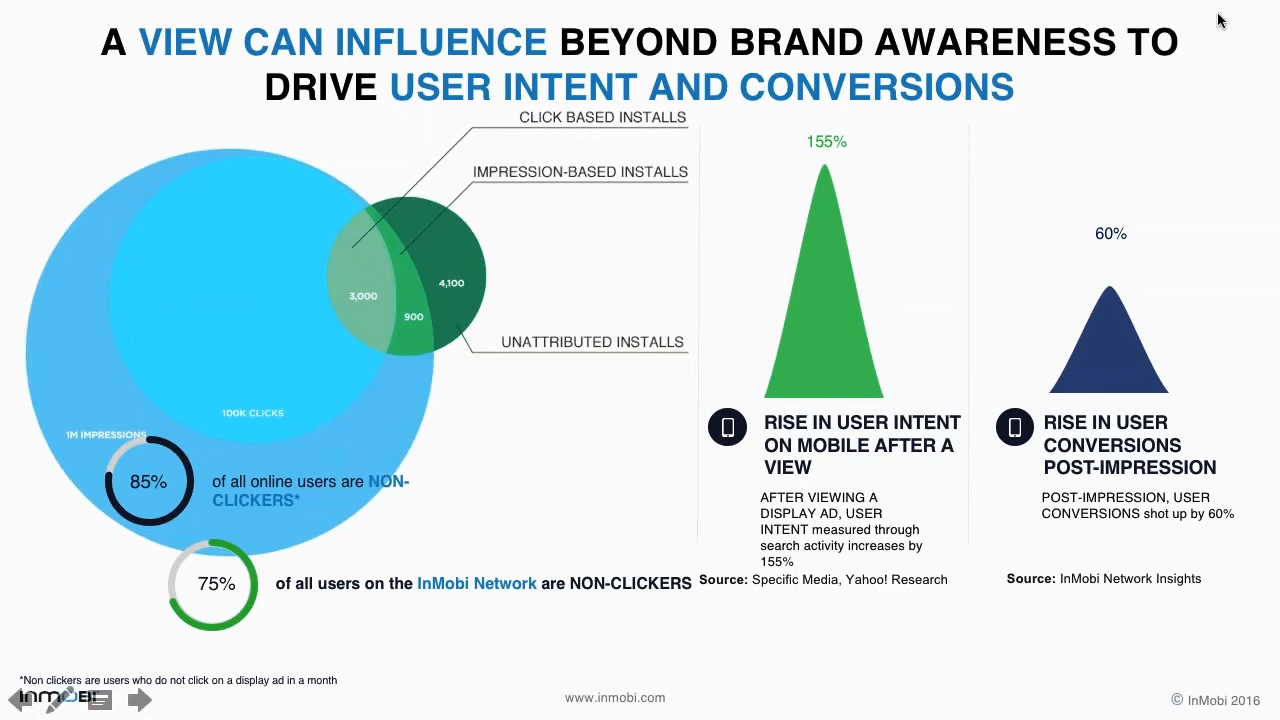 A VIEW CAN INFLUENCE BEYOND BRAND AWARENESS TO
DRIVE USER INTENT AND CONVERSIONS
CLICK BASED INSTALLS
IMPRESSION-BASED INSTALLS
3,000
900
4,100
UNATTRIBUTED INSTALLS
100K CLICKS
1M IMPRESSIONS
85%
of all online users are NON-
CLICKERS*
75%
of all users on the InMobi Network are NON-CLICKERS
155%
RISE IN USER INTENT
ON MOBILE AFTER A
VIEW
AFTER VIEWING A
DISPLAY AD, USER
INTENT measured through
search activity increases by
155%
Source: Specific Media, Yahoo! Research
60%
RISE IN USER
CONVERSIONS
POST-IMPRESSION
POST-IMPRESSION, USER
CONVERSIONS shot up by 60%
Source: InMobi Network Insights
*Non clickers are users who do not click on a display ad in a month
INMOBI
www.inmobi.com
© InMobi 2016